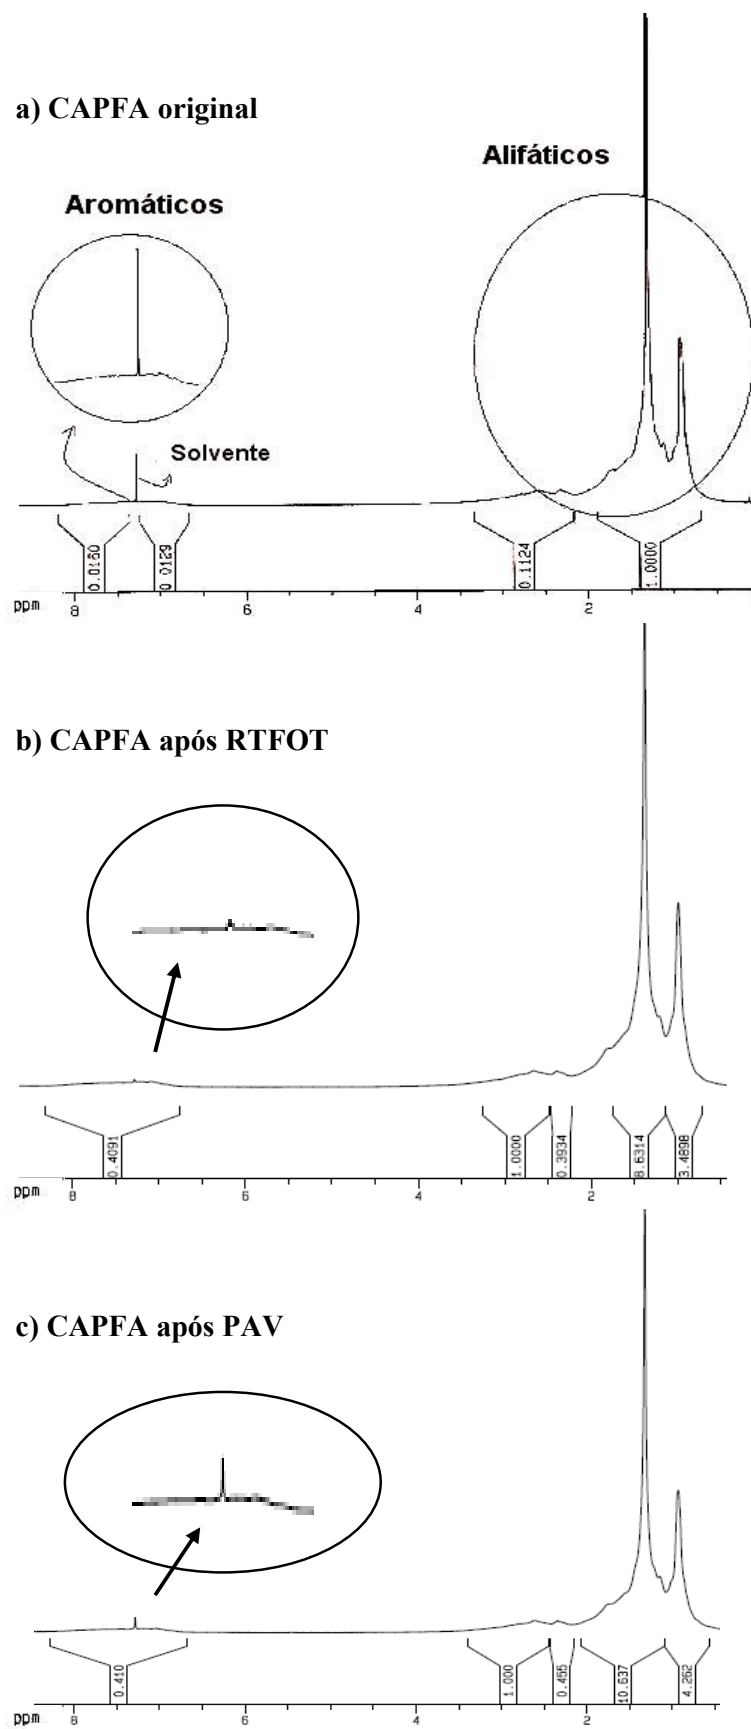 a) CAPFA original
Alifáticos
Aromáticos
Solvente
0.0160
0.0129
0.1124
1.0000
ppm 8 6 4 2
b) CAPFA após RTFOT
0.4091
1.0000
0.3934
8.6314
3.4898
ppm 8 6 4 2
c) CAPFA após PAV
0.410
1.000
0.455
10.637
4.262
ppm 8 6 4 2